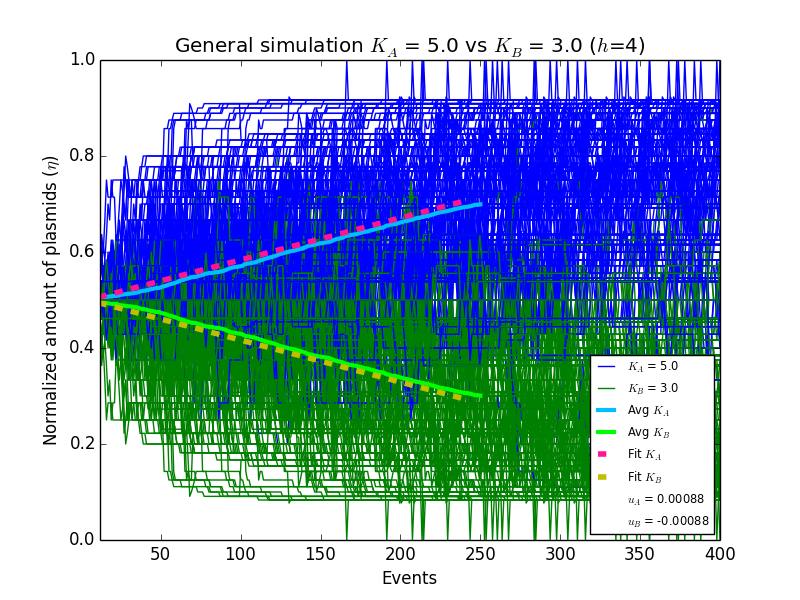 General simulation K_A = 5.0 vs K_B = 3.0 (h=4)
Normalized amount of plasmids (η)
1.0
0.8
0.6
0.4
0.2
0.0
K_A = 5.0
K_B = 3.0
Avg K_A
Avg K_B
Fit K_A
Fit K_B
u_A = 0.00088
u_B = -0.00088
50 100 150 200 250 300 350 400
Events